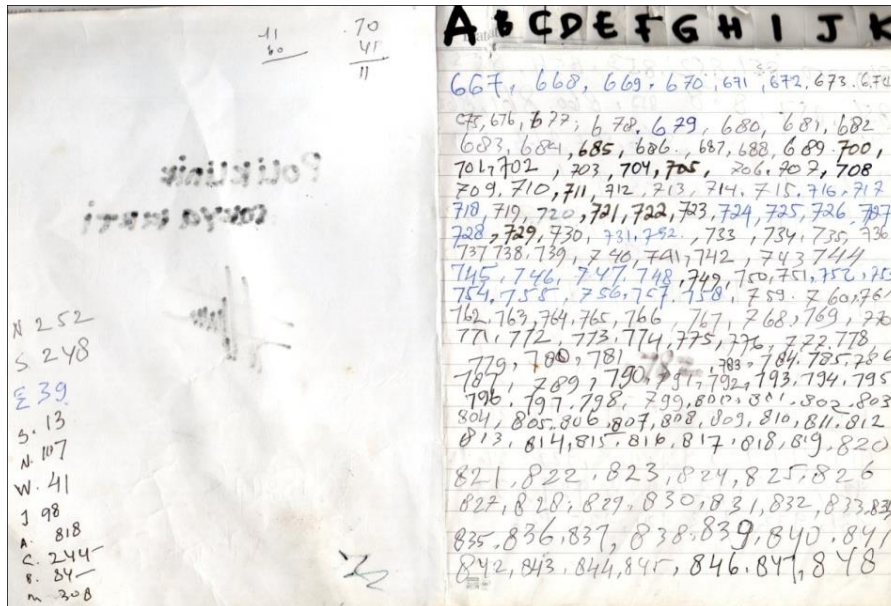 11
60
70
41
11
Poliklinik
N 252
S. 248
E 39
S. 13
N. 107
W. 41
J 98
A. 818
C. 244
B. 84
m 308
A B C D E F G H I J K
667, 668, 669. 670, 671, 672, 673. 674
675, 676, 677, 678. 679, 680, 681, 682
683, 684, 685, 686, 687, 688, 689. 700,
701, 702, 703, 704, 705, 706. 707, 708
709, 710, 711, 712, 713, 714. 715. 716, 717
718, 719, 720, 721, 722, 723, 724, 725, 726, 727
728, 729, 730, 731, 732, 733, 734, 735, 736
737 738. 739, 740, 741, 742, 743 744
745, 746, 747, 748, 749, 750, 751, 752, 753
754. 755, 756. 757. 758, 759. 760. 761
762, 763, 764, 765, 766 767, 768, 769, 770
771, 772, 773, 774, 775, 776, 777. 778
779, 780, 781 782 783, 784. 785. 786
787, 789, 790, 791, 792, 793. 794. 795
796. 797. 798, 799, 800, 801, 802, 803
804, 805. 806, 807, 808, 809, 810, 811. 812
813, 814, 815, 816, 817, 818, 819. 820
821, 822, 823, 824, 825, 826
827, 828, 829, 830, 831, 832, 833, 834
835, 836, 837, 838, 839, 840. 841
842, 843. 844, 845, 846. 847, 848